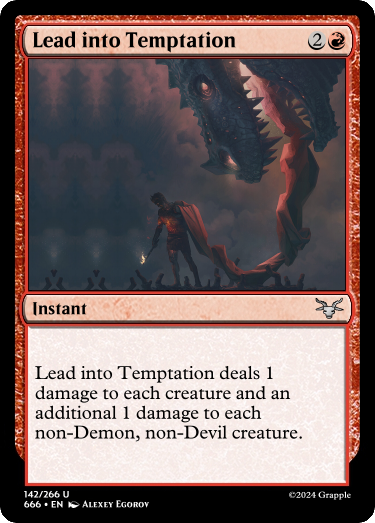 Lead into Temptation 2
Instant
Lead into Temptation deals 1
damage to each creature and an
additional 1 damage to each
non-Demon, non-Devil creature.
142/266 U
666 • EN Alexey Egorov
©2024 Grapple